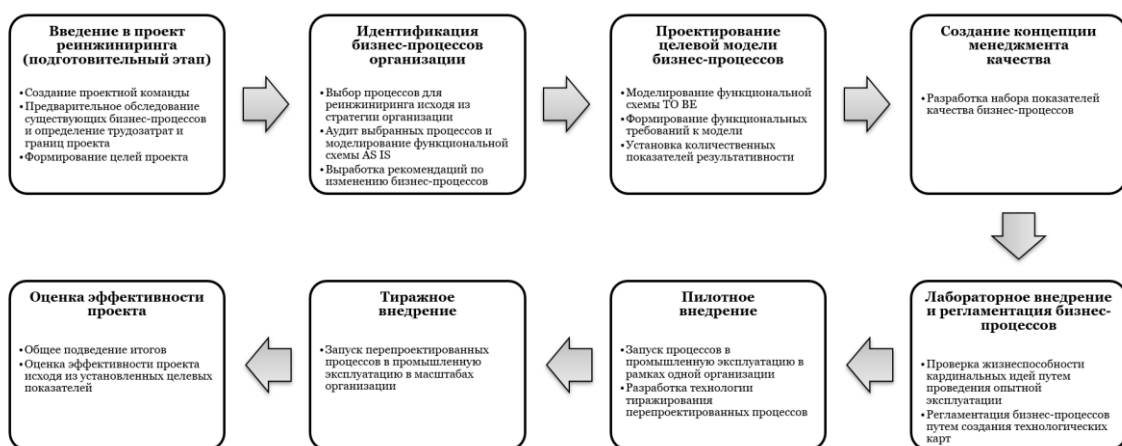 Введение в проект
реинжиниринга
(подготовительный этап)
•Создание проектной команды
•Предварительное обследование
существующих бизнес-процессов
и определение трудозатрат и
границ проекта
•Формирование целей проекта
Идентификация
бизнес-процессов
организации
•Выбор процессов для
реинжиниринга исходя из
стратегии организации
•Аудит выбранных процессов и
моделирование функциональной
схемы AS IS
•Выработка рекомендаций по
изменению бизнес-процессов
Проектирование
целевой модели
бизнес-процессов
•Моделирование функциональной
схемы TO BE
•Формирование функциональных
требований к модели
•Установка количественных
показателей результативности
Создание концепции
менеджмента
качества
•Разработка набора показателей
качества бизнес-процессов
Оценка эффективности
проекта
•Общее подведение итогов
•Оценка эффективности проекта
исходя из установленных целевых
показателей
Тиражное
внедрение
•Запуск перепроектированных
процессов в промышленную
эксплуатацию в масштабах
организации
Пилотное
внедрение
•Запуск процессов в
промышленную эксплуатацию в
рамках одной организации
•Разработка технологии
тиражирования
перепроектированных процессов
Лабораторное внедрение
и регламентация бизнес-
процессов
•Проверка жизнеспособности
кардинальных идей путем
проведения опытной
эксплуатации
•Регламентация бизнес-процессов
путем создания технологических
карт